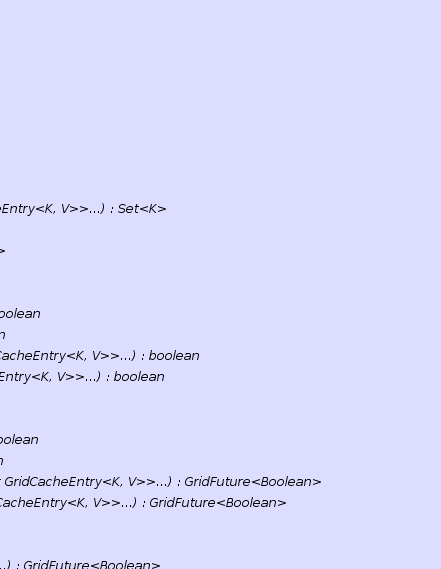 eEntry<K, V>>...) : Set<K>
>
oolean
n
CacheEntry<K, V>>...) : boolean
Entry<K, V>>...) : boolean
oolean
n
GridCacheEntry<K, V>>...) : GridFuture<Boolean>
CacheEntry<K, V>>...) : GridFuture<Boolean>
...) : GridFuture<Boolean>